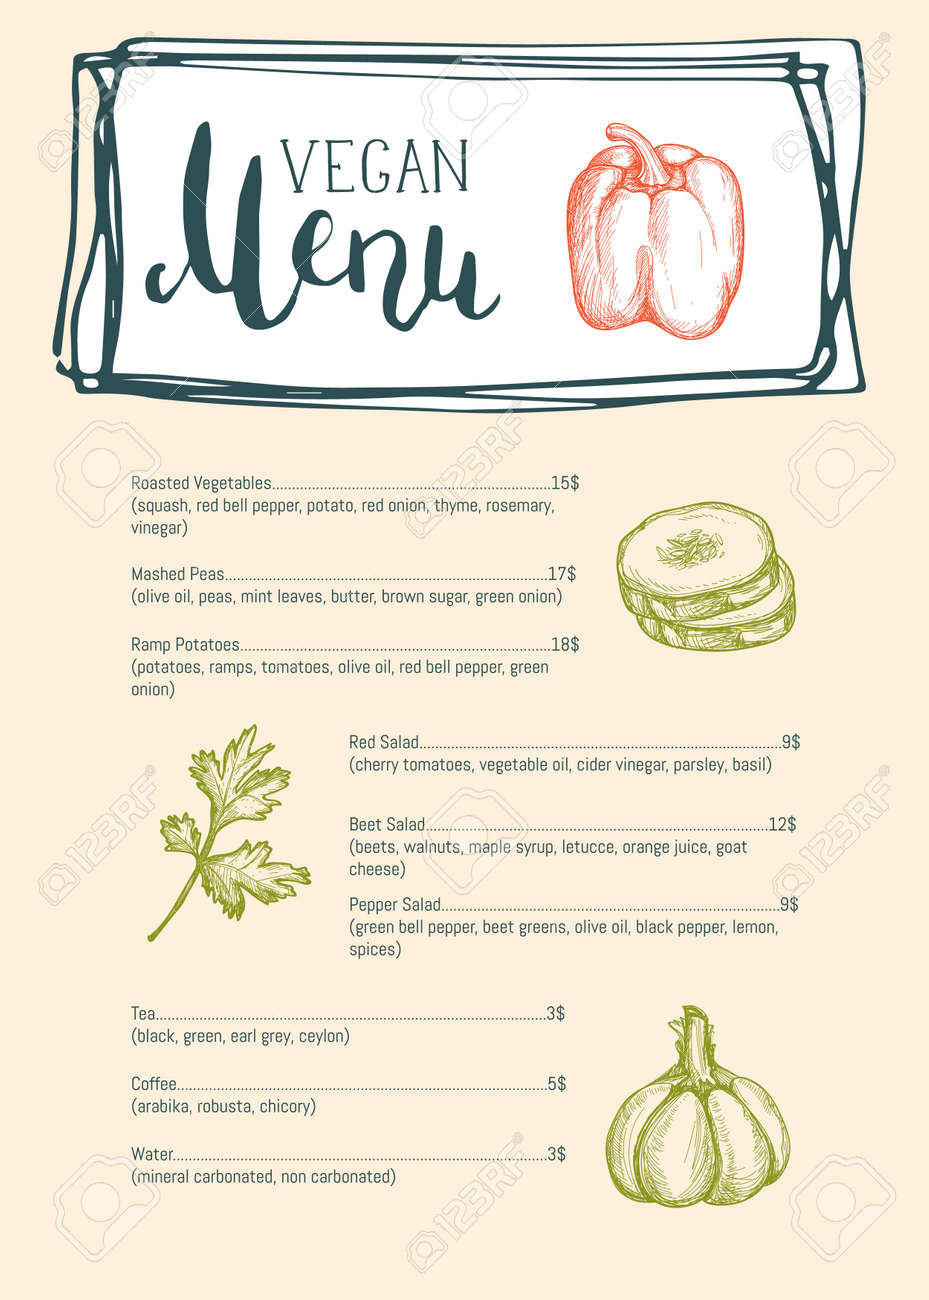 VEGAN
Menu
Roasted Vegetables................15$
(squash, red bell pepper, potato, red onion, thyme, rosemary,
vinegar)
Mashed Peas................17$
(olive oil, peas, mint leaves, butter, brown sugar, green onion)
Ramp Potatoes................18$
(potatoes, ramps, tomatoes, olive oil, red bell pepper, green
onion)
Red Salad................9$
(cherry tomatoes, vegetable oil, cider vinegar, parsley, basil)
Beet Salad................12$
(beets, walnuts, maple syrup, letucce, orange juice, goat
cheese)
Pepper Salad................9$
(green bell pepper, beet greens, olive oil, black pepper, lemon,
spices)
Tea................3$
(black, green, earl grey, ceylon)
Coffee................5$
(arabika, robusta, chicory)
Water................3$
(mineral carbonated, non carbonated)
123RF